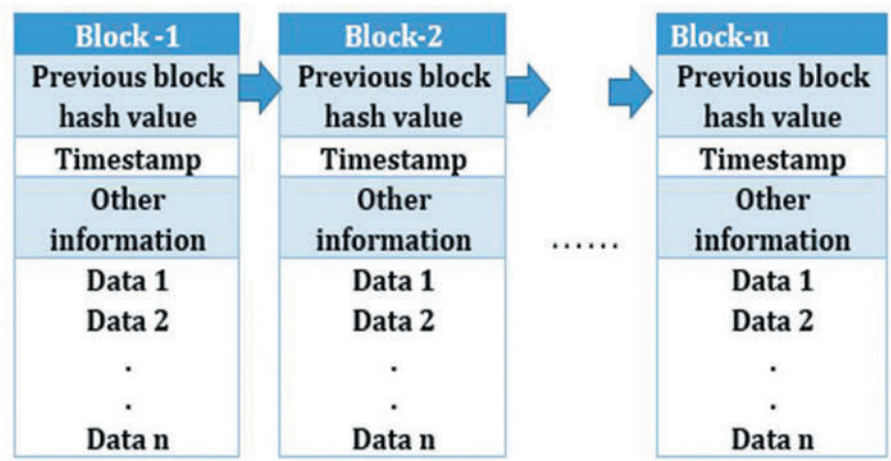 Block -1
Previous block
hash value
Timestamp
Other
information
Data 1
Data 2
.
.
Data n
Block-2
Previous block
hash value
Timestamp
Other
information
Data 1
Data 2
.
.
Data n
......
Block-n
Previous block
hash value
Timestamp
Other
information
Data 1
Data 2
.
.
Data n